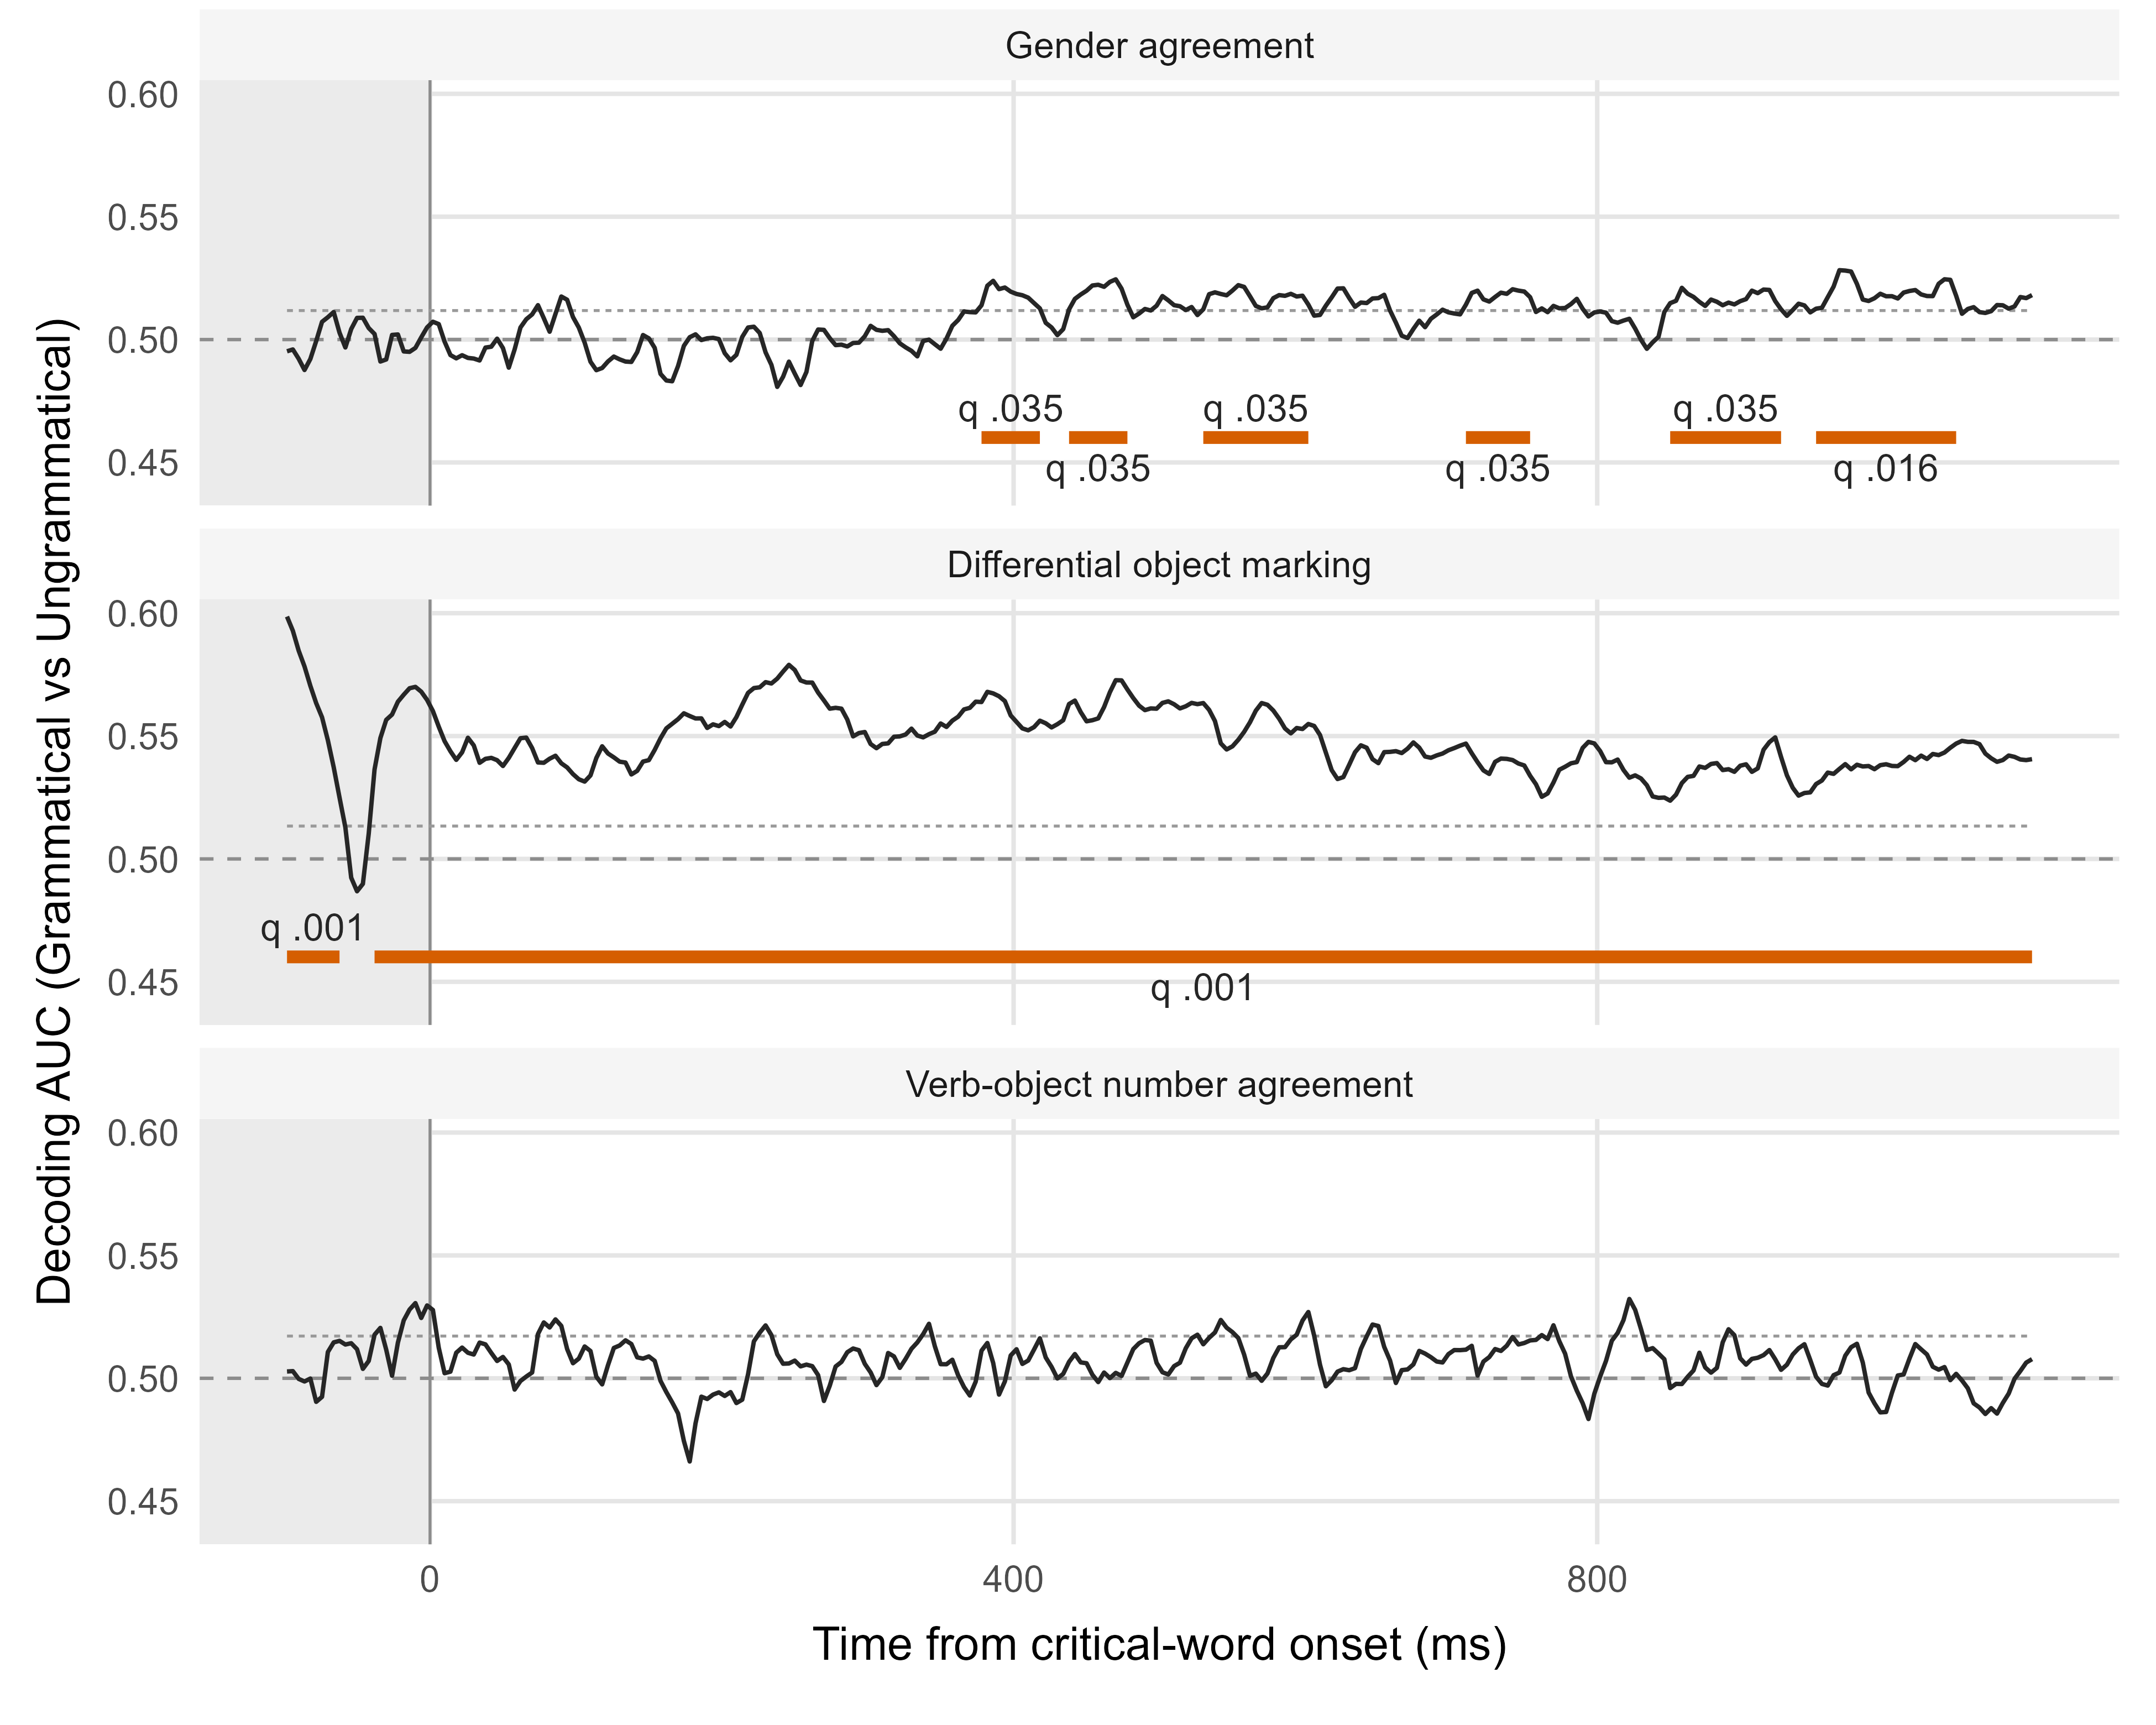 Decoding AUC (Grammatical vs Ungrammatical)
Gender agreement
0.60
0.55
0.50
0.45
q .035
q .035
q .035
q .035
q .035
q .016
Differential object marking
0.60
0.55
0.50
0.45
q .001
q .001
Verb-object number agreement
0.60
0.55
0.50
0.45
0
400
800
Time from critical-word onset (ms)